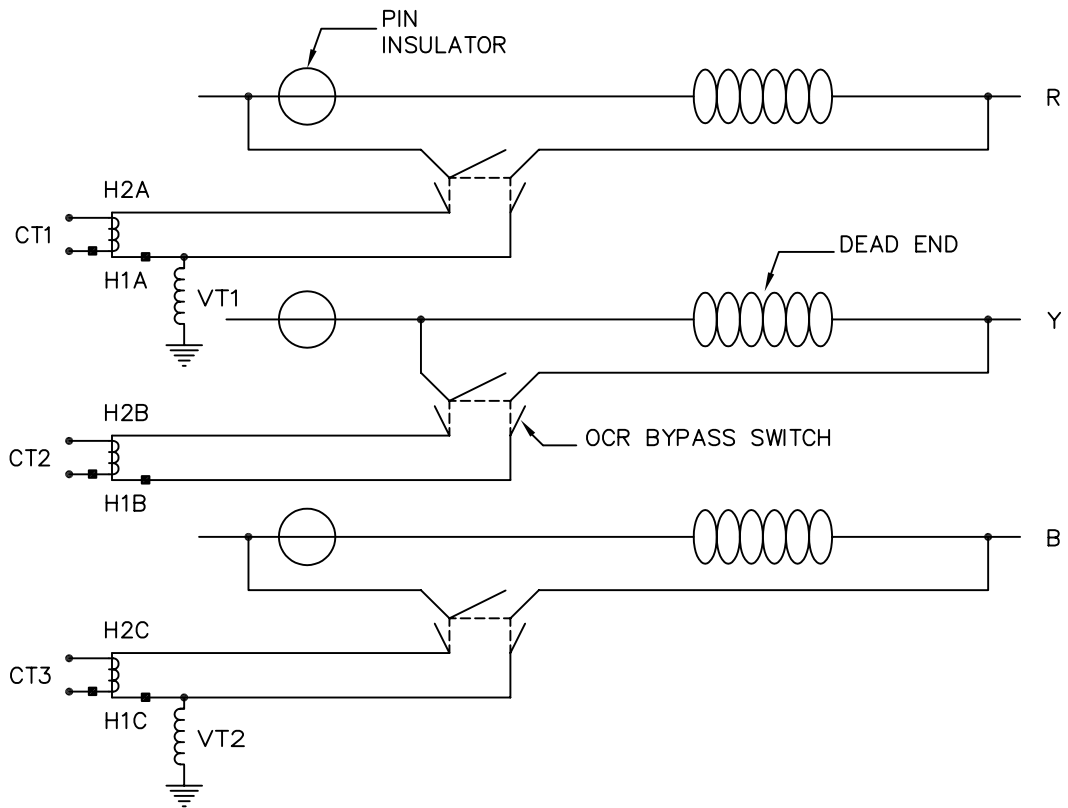 PIN
INSULATOR
R
H2A
CT1
H1A
VT1
DEAD END
Y
H2B
CT2
H1B
OCR BYPASS SWITCH
B
H2C
CT3
H1C
VT2